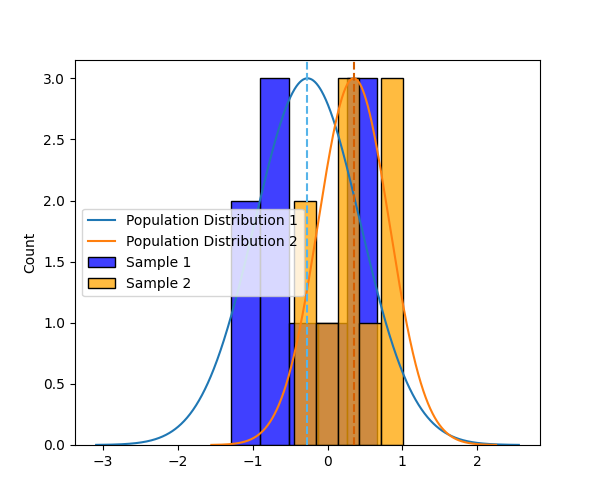 3.0
2.5
2.0
1.5
1.0
0.5
0.0
Count
Population Distribution 1
Population Distribution 2
Sample 1
Sample 2
−3 −2 −1 0 1 2